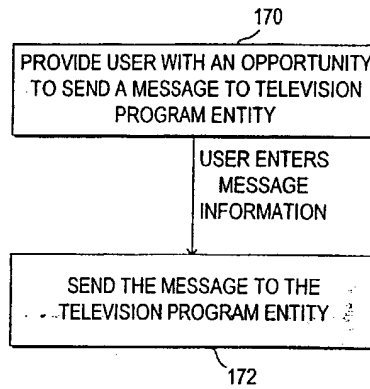 170
PROVIDE USER WITH AN OPPORTUNITY
TO SEND A MESSAGE TO TELEVISION
PROGRAM ENTITY
USER ENTERS
MESSAGE
INFORMATION
SEND THE MESSAGE TO THE
TELEVISION PROGRAM ENTITY
172